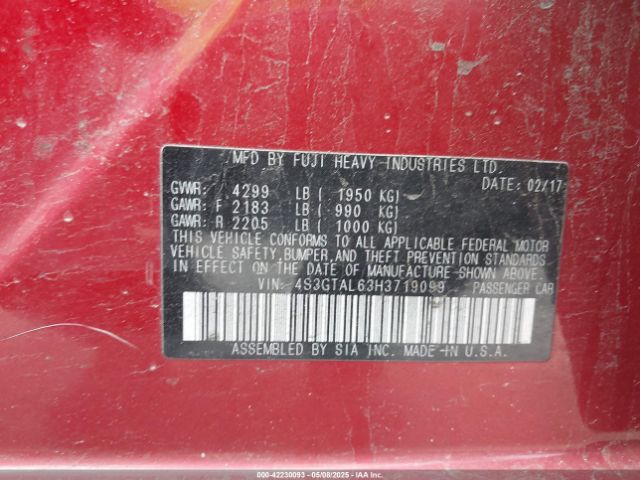 MFD BY FUJI HEAVY INDUSTRIES LTD.
DATE: 02/17
GVWR: 4299 LB ( 1950 KG)
GAWR: F 2183 LB ( 990 KG)
GAWR: R 2205 LB ( 1000 KG)
THIS VEHICLE CONFORMS TO ALL APPLICABLE FEDERAL MOTOR
VEHICLE SAFETY, BUMPER, AND THEFT PREVENTION STANDARDS
IN EFFECT ON THE DATE OF MANUFACTURE SHOWN ABOVE.
VIN: 4S3GTAL63H3719099 PASSENGER CAR
ASSEMBLED BY SIA INC. MADE IN U.S.A.
000-42230093 - 05/08/2025 - IAA Inc.